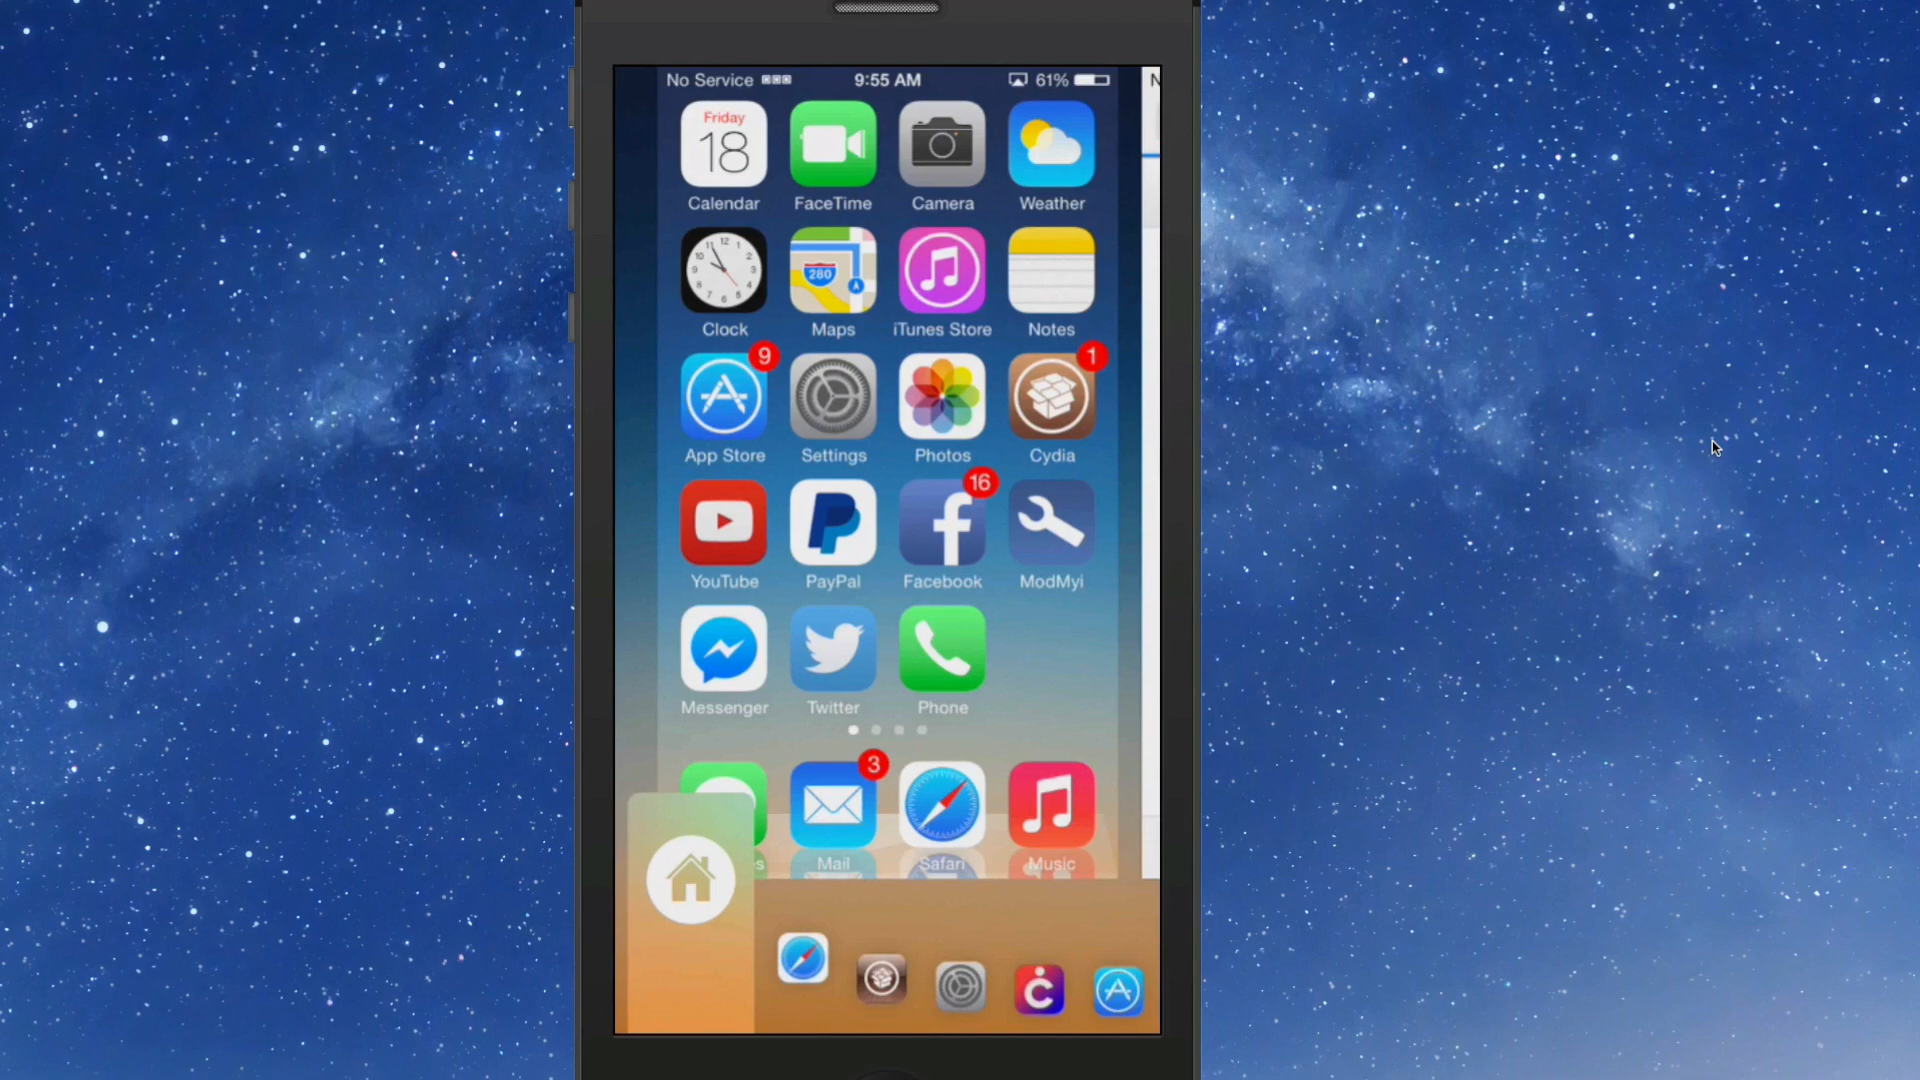 No Service 9:55 AM 61% N
Friday
18
Calendar FaceTime Camera Weather
280
Clock Maps iTunes Store Notes
9 1
App Store Settings Photos Cydia
16
YouTube PayPal Facebook ModMyi
Messenger Twitter Phone
3
s Mail Safari Music